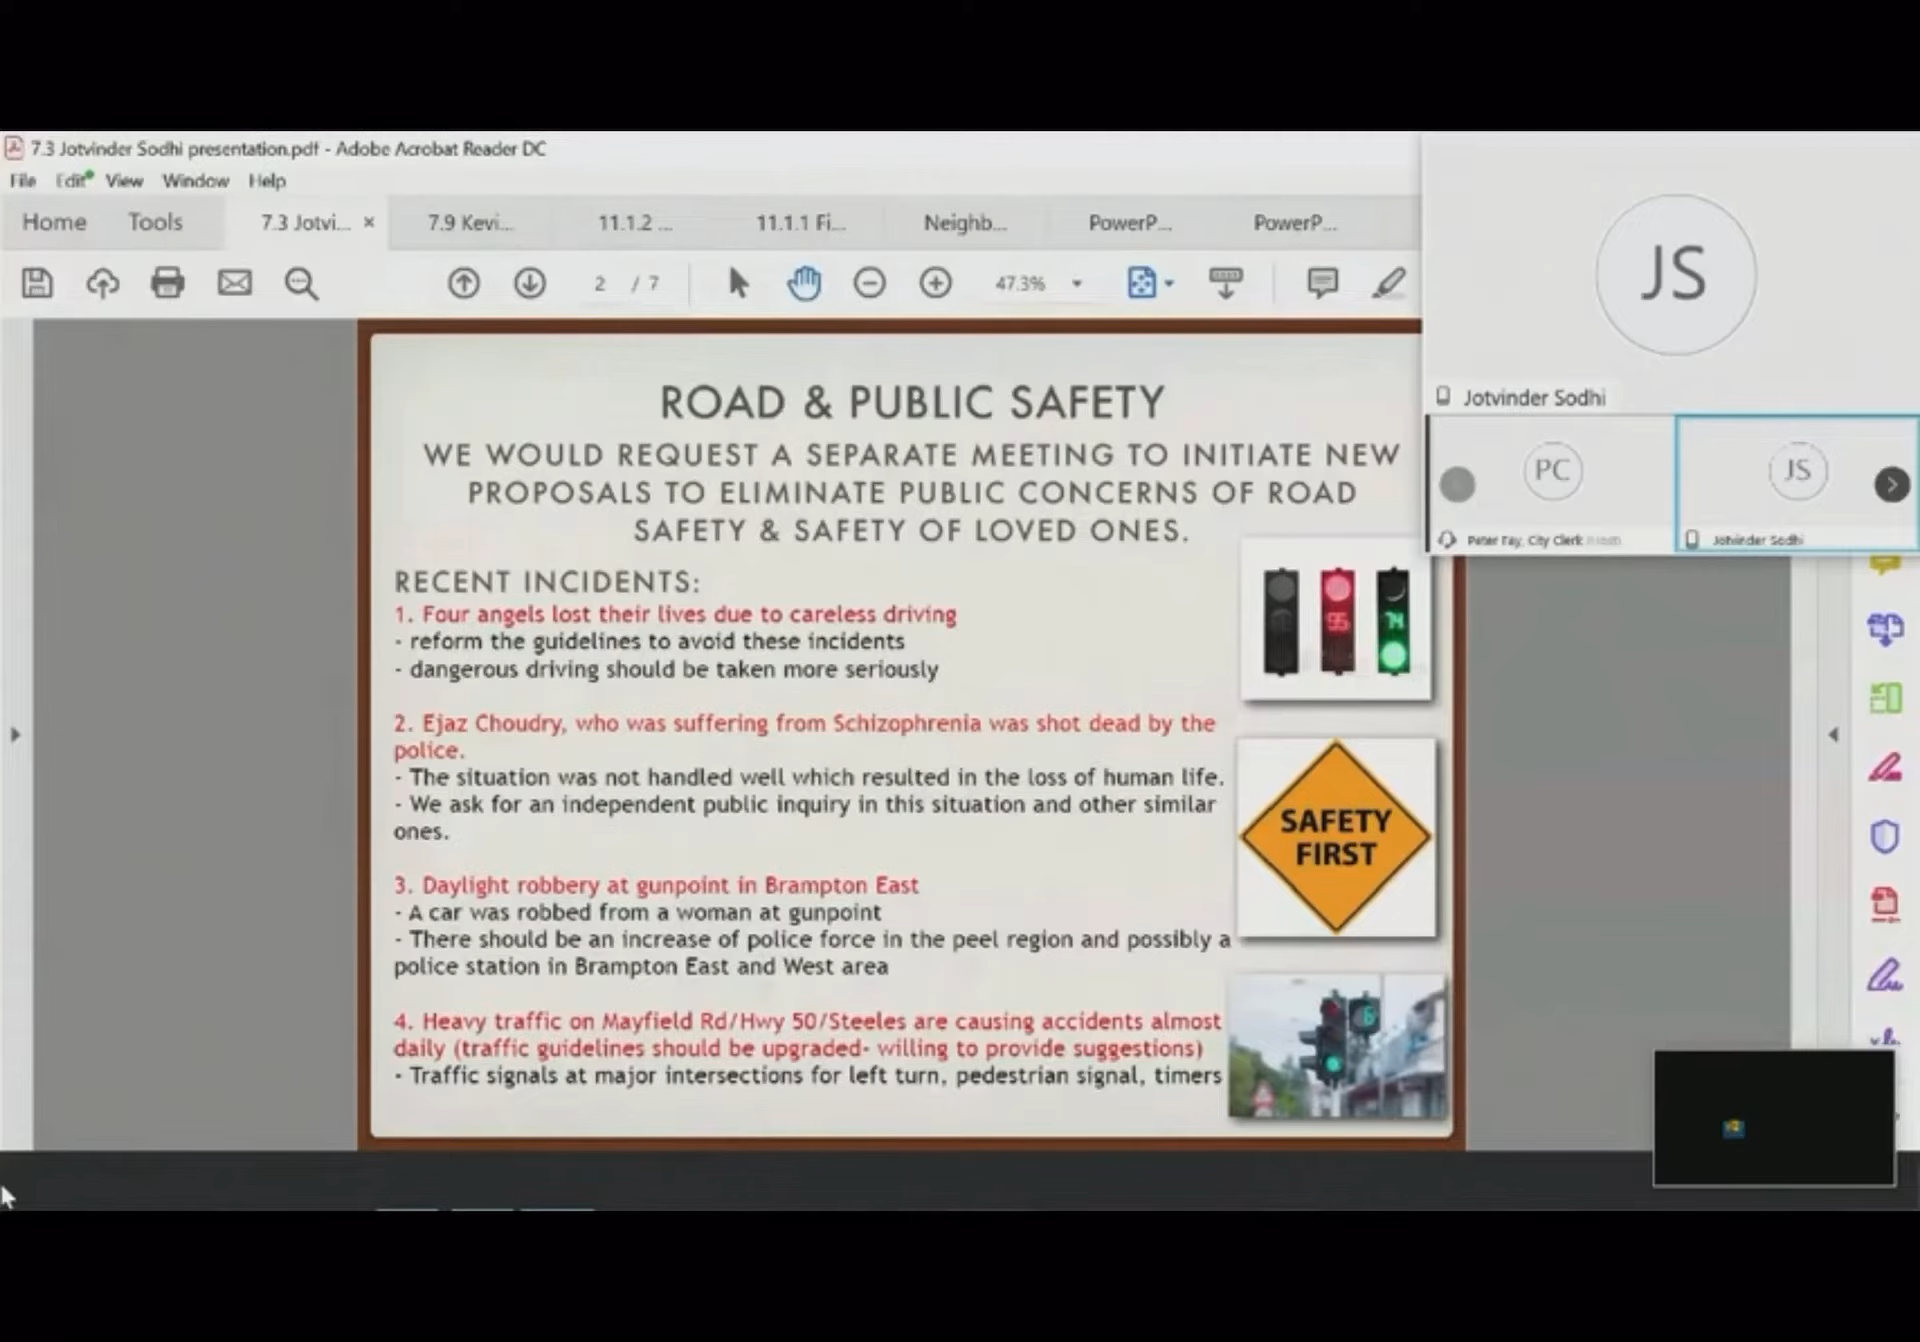 7.3 Jotvinder Sodhi presentation.pdf - Adobe Acrobat Reader DC
File Edit View Window Help
Home Tools 7.3 Jotvi... × 7.9 Kevi... 11.1.2 ... 11.1.1 Fi... Neighb... PowerP... PowerP...
2 / 7 47.3%
JS
Jotvinder Sodhi
PC JS
Peter Fay, City Clerk
Jotvinder Sodhi
ROAD & PUBLIC SAFETY
WE WOULD REQUEST A SEPARATE MEETING TO INITIATE NEW
PROPOSALS TO ELIMINATE PUBLIC CONCERNS OF ROAD
SAFETY & SAFETY OF LOVED ONES.
RECENT INCIDENTS:
1. Four angels lost their lives due to careless driving
- reform the guidelines to avoid these incidents
- dangerous driving should be taken more seriously
95 74
2. Ejaz Choudry, who was suffering from Schizophrenia was shot dead by the
police.
- The situation was not handled well which resulted in the loss of human life.
- We ask for an independent public inquiry in this situation and other similar
ones.
SAFETY
FIRST
3. Daylight robbery at gunpoint in Brampton East
- A car was robbed from a woman at gunpoint
- There should be an increase of police force in the peel region and possibly a
police station in Brampton East and West area
4. Heavy traffic on Mayfield Rd/Hwy 50/Steeles are causing accidents almost
daily (traffic guidelines should be upgraded- willing to provide suggestions)
- Traffic signals at major intersections for left turn, pedestrian signal, timers
6